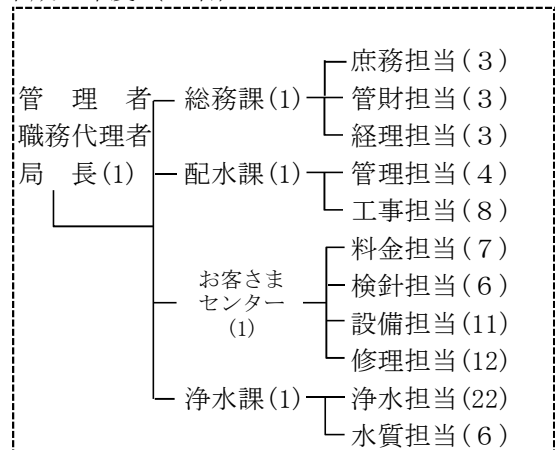 庶務担当(3)
管理者 総務課(1) 管財担当(3)
職務代理者 経理担当(3)
局長(1) 配水課(1) 管理担当(4)
工事担当(8)
料金担当(7)
お客さま 検針担当(6)
センター
(1) 設備担当(11)
修理担当(12)
浄水課(1) 浄水担当(22)
水質担当(6)